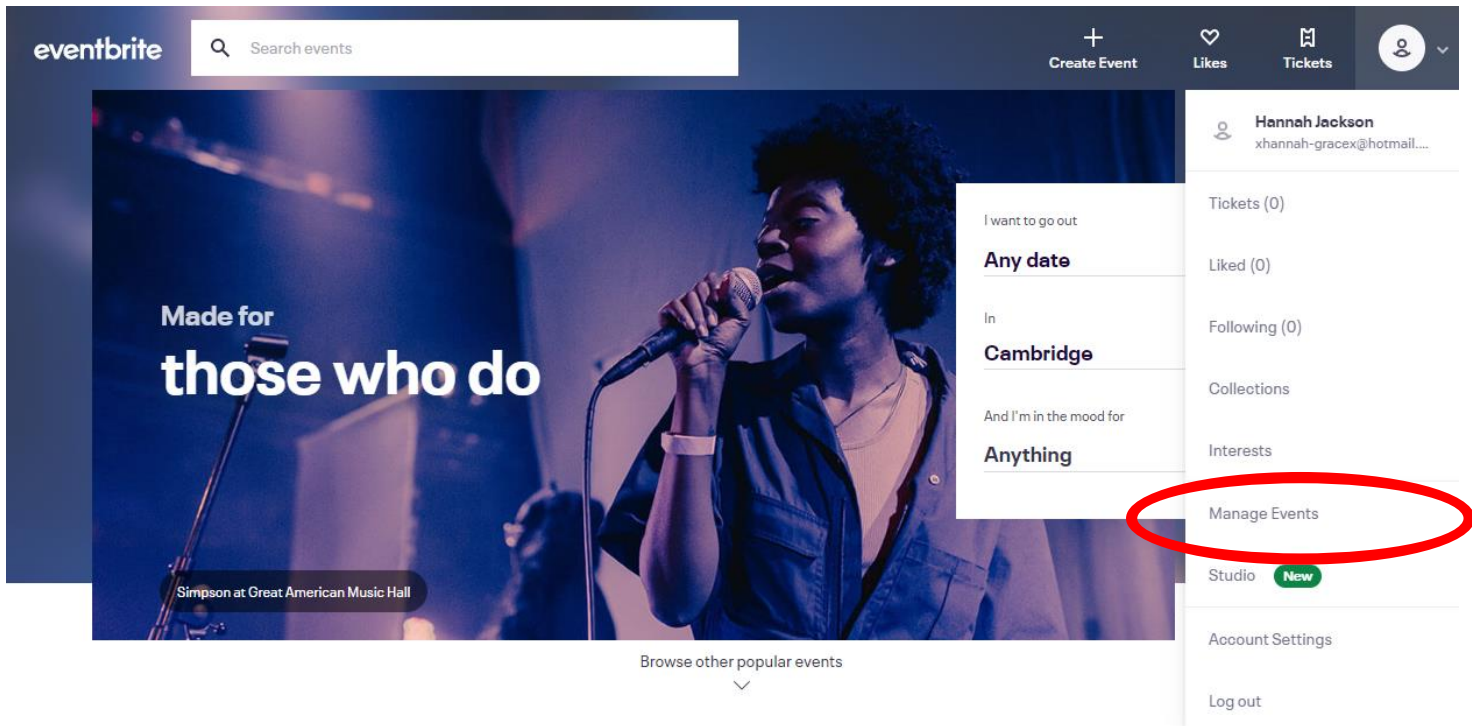 eventbrite
Search events
Create Event
Likes
Tickets
Hannah Jackson
xhannah-gracex@hotmail....
Tickets (0)
Liked (0)
Following (0)
Collections
Interests
Manage Events
Studio New
Account Settings
Log out
I want to go out
Any date
In
Cambridge
And I'm in the mood for
Anything
Made for
those who do
Simpson at Great American Music Hall
Browse other popular events